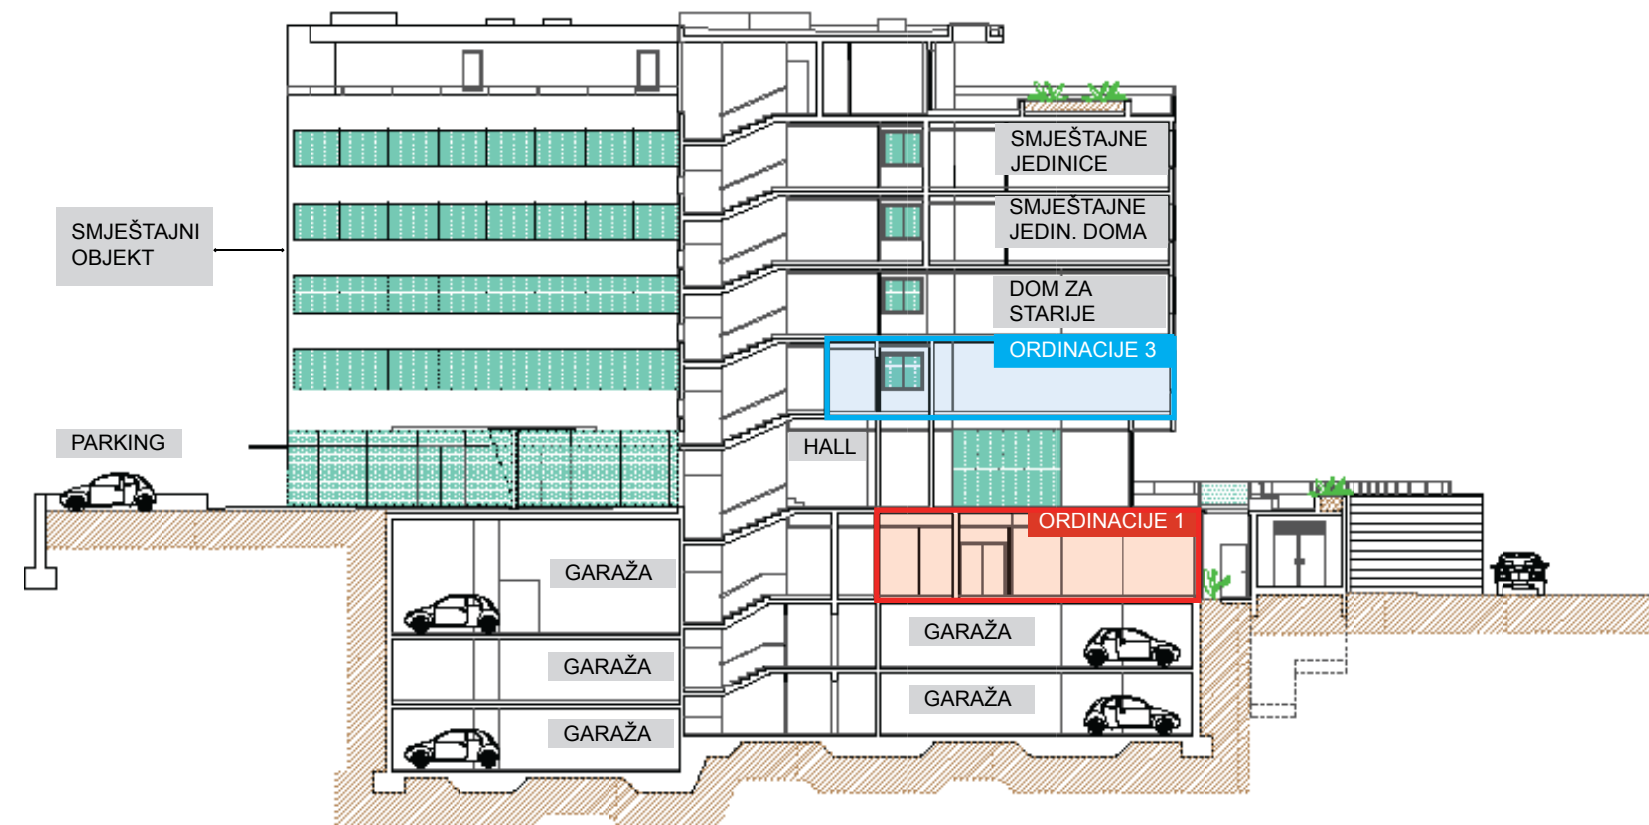 SMJEŠTAJNE
JEDINICE
SMJEŠTAJNE
JEDIN. DOMA
SMJEŠTAJNI
OBJEKT
DOM ZA
STARIJE
ORDINACIJE 3
PARKING
HALL
ORDINACIJE 1
GARAŽA
GARAŽA
GARAŽA
GARAŽA
GARAŽA